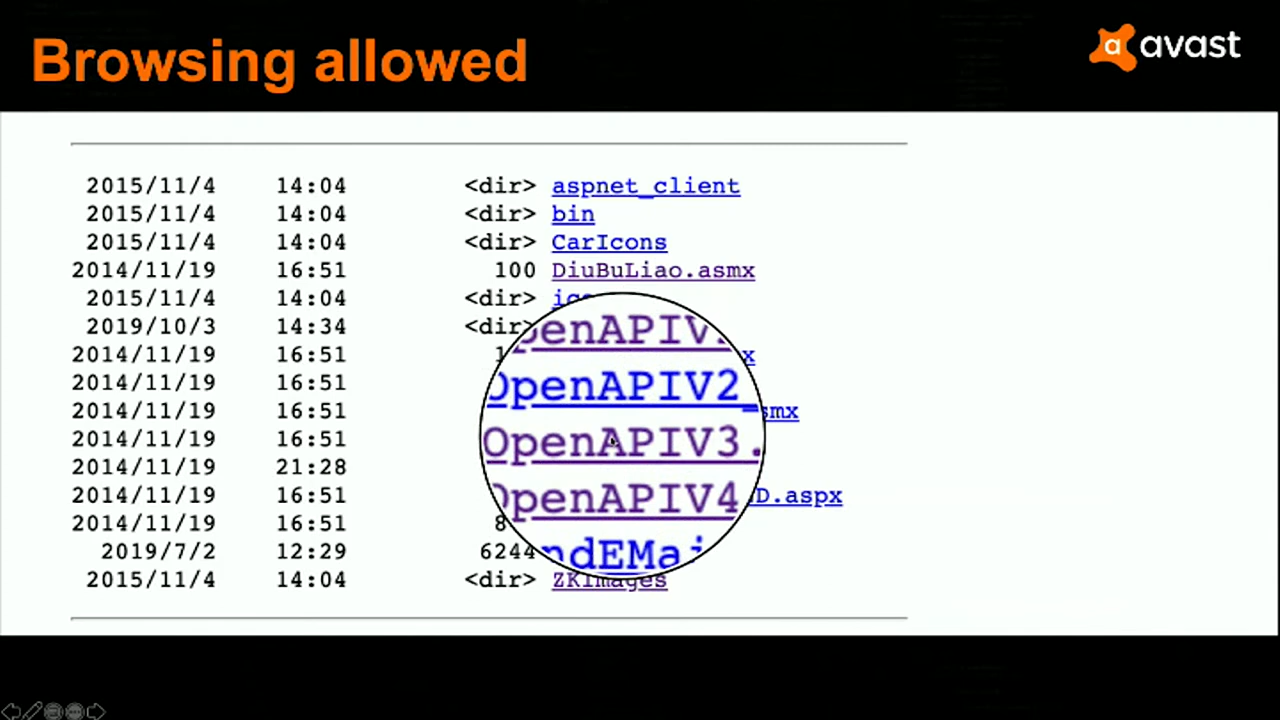 Browsing allowed
avast
2015/11/4 14:04 <dir> aspnet_client
2015/11/4 14:04 <dir> bin
2015/11/4 14:04 <dir> CarIcons
2014/11/19 16:51 100 DiuBuLiao.asmx
2015/11/4 14:04 <dir>
2019/10/3 14:34 <dir>
2014/11/19 16:51
2014/11/19 16:51
2014/11/19 16:51
2014/11/19 16:51
2014/11/19 21:28
2014/11/19 16:51 D.aspx
2014/11/19 16:51
2019/7/2 12:29 6244
2015/11/4 14:04 <dir> ZKImages
OpenAPIV2_
OpenAPIV3.
OpenAPIV4